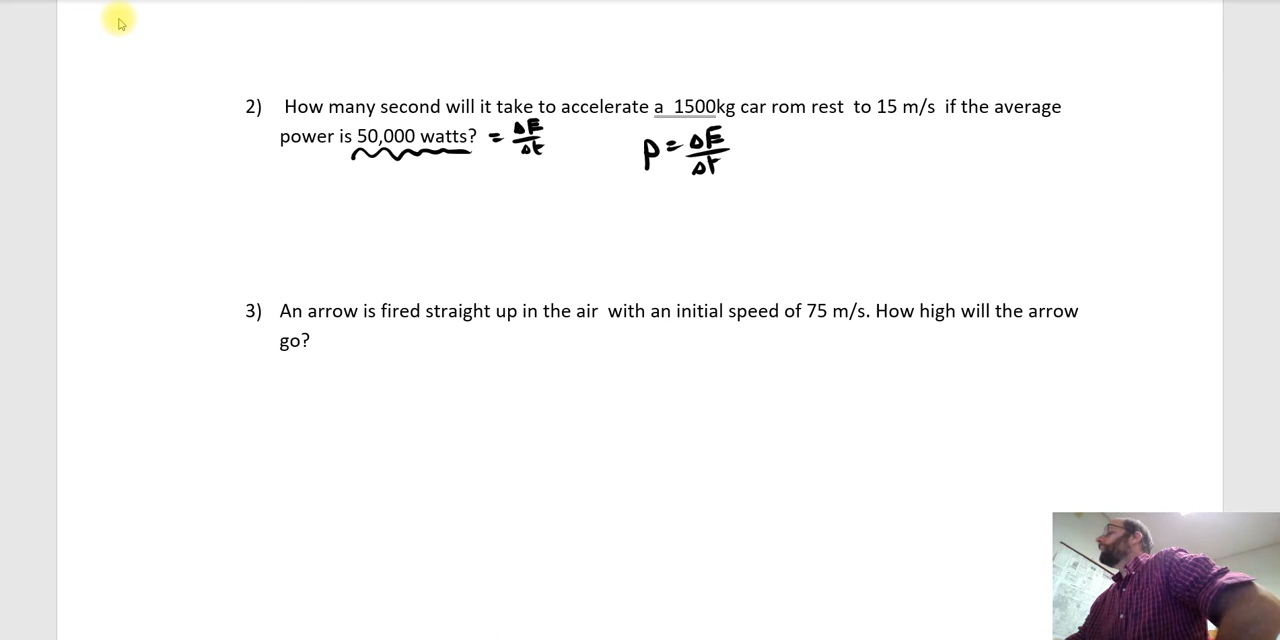 2) How many second will it take to accelerate a 1500kg car rom rest to 15 m/s if the average
power is 50,000 watts? = ΔE/Δt
P = ΔE/Δt
3) An arrow is fired straight up in the air with an initial speed of 75 m/s. How high will the arrow
go?